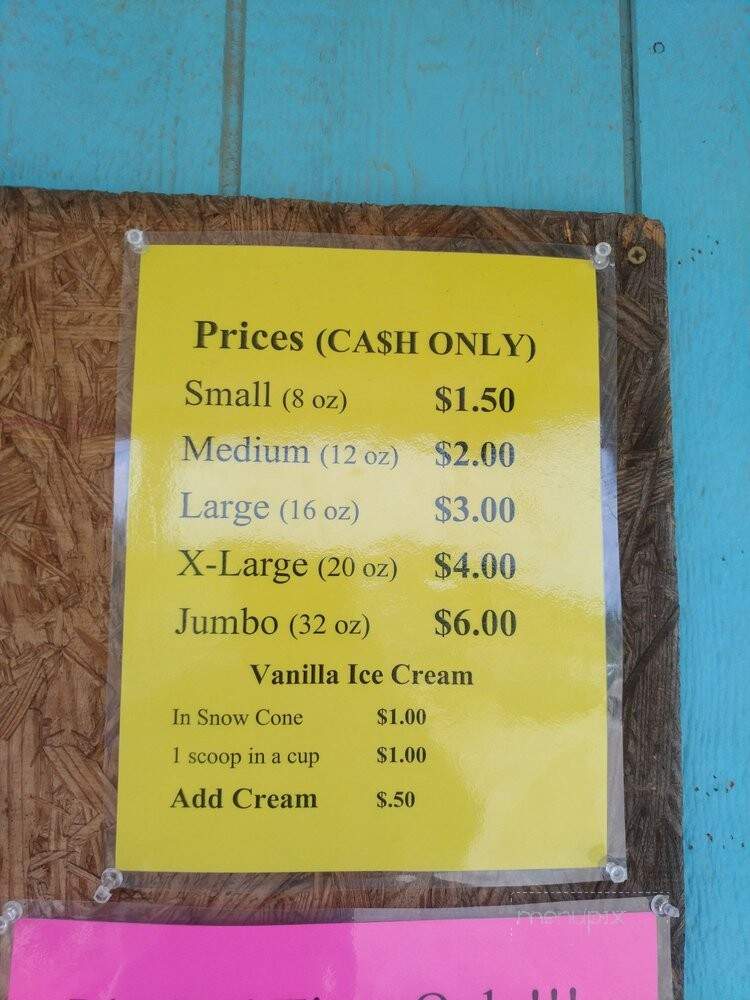 Prices (CA$H ONLY)
Small (8 oz) $1.50
Medium (12 oz) $2.00
Large (16 oz) $3.00
X-Large (20 oz) $4.00
Jumbo (32 oz) $6.00
Vanilla Ice Cream
In Snow Cone $1.00
1 scoop in a cup $1.00
Add Cream $.50
menupix